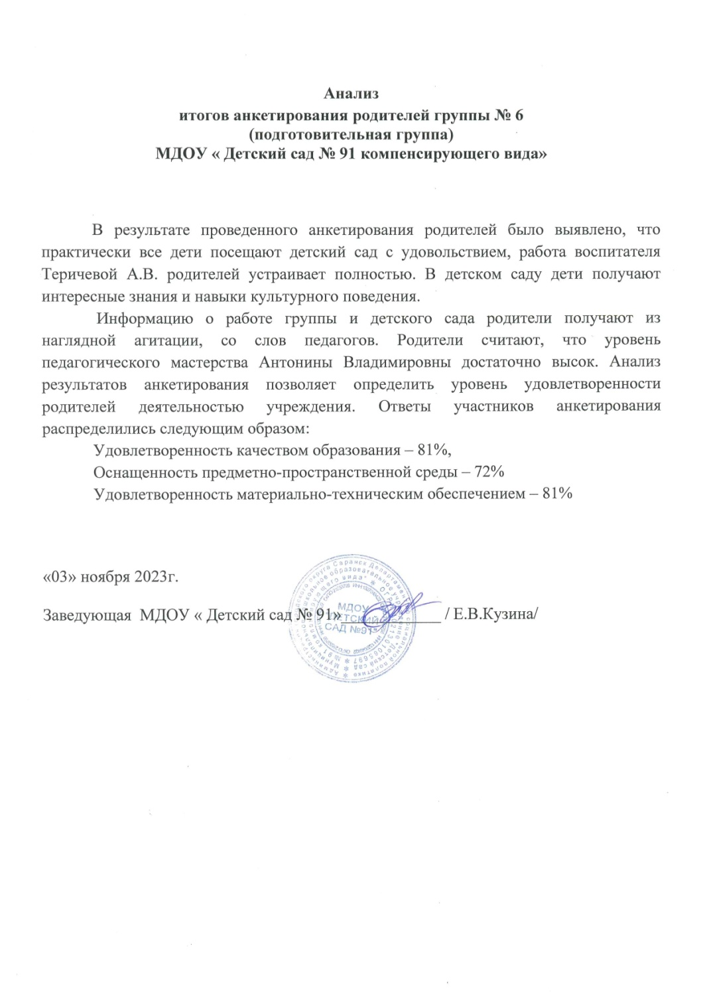 Анализ
итогов анкетирования родителей группы № 6
(подготовительная группа)
МДОУ « Детский сад № 91 компенсирующего вида»
В результате проведенного анкетирования родителей было выявлено, что
практически все дети посещают детский сад с удовольствием, работа воспитателя
Теричевой А.В. родителей устраивает полностью. В детском саду дети получают
интересные знания и навыки культурного поведения.
Информацию о работе группы и детского сада родители получают из
наглядной агитации, со слов педагогов. Родители считают, что уровень
педагогического мастерства Антонины Владимировны достаточно высок. Анализ
результатов анкетирования позволяет определить уровень удовлетворенности
родителей деятельностью учреждения. Ответы участников анкетирования
распределились следующим образом:
Удовлетворенность качеством образования – 81%,
Оснащенность предметно-пространственной среды – 72%
Удовлетворенность материально-техническим обеспечением – 81%
«03» ноября 2023г.
Заведующая МДОУ « Детский сад № 91» ____________ / Е.В.Кузина/
МДОУ
"ДЕТСКИЙ
САД №91"